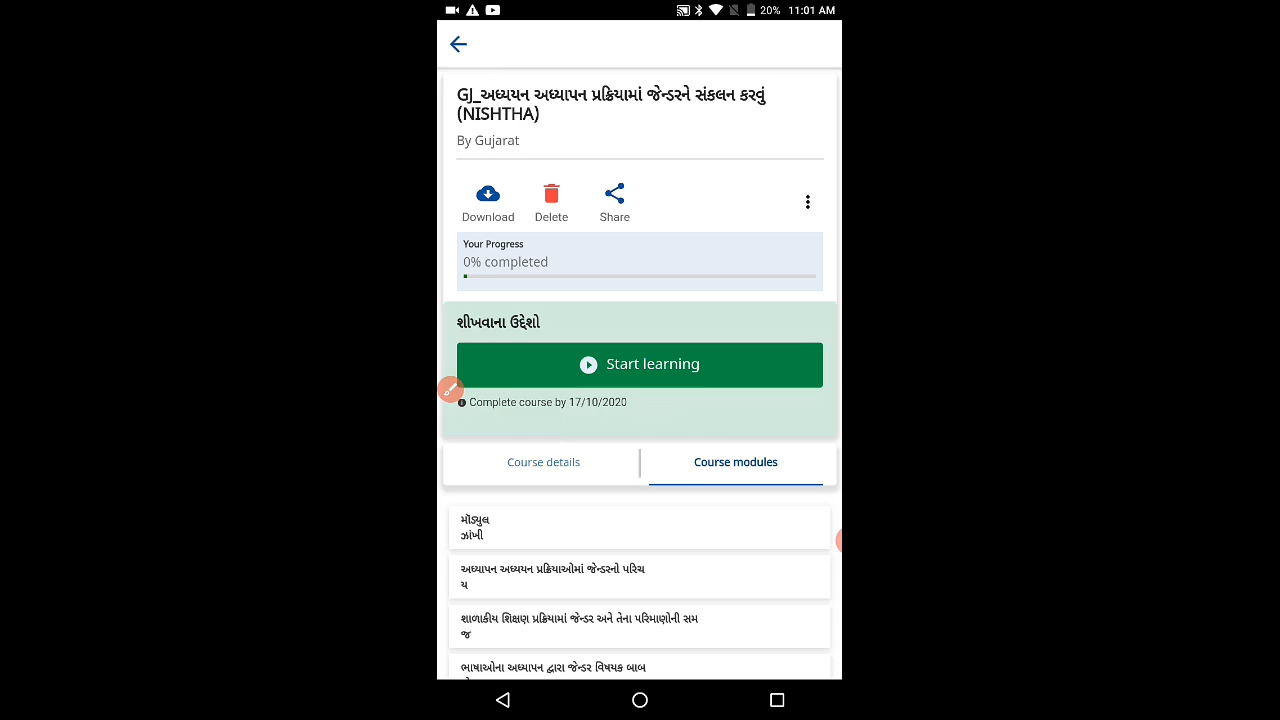 20% 11:01 AM
GJ_અધ્યયન અધ્યાપન પ્રક્રિયામાં જેન્ડરને સંકલન કરવું
(NISHTHA)
By Gujarat
Download Delete Share
Your Progress
0% completed
શીખવાના ઉદ્દેશો
Start learning
Complete course by 17/10/2020
Course details Course modules
મૉડ્યુલ
ઝાંખી
અધ્યાપન અધ્યયન પ્રક્રિયાઓમાં જેન્ડરનો પરિચ
ય
શાળાકીય શિક્ષણ પ્રક્રિયામાં જેન્ડર અને તેના પરિમાણોની સમ
જ
ભાષાઓના અધ્યાપન દ્વારા જેન્ડર વિષયક બાબ